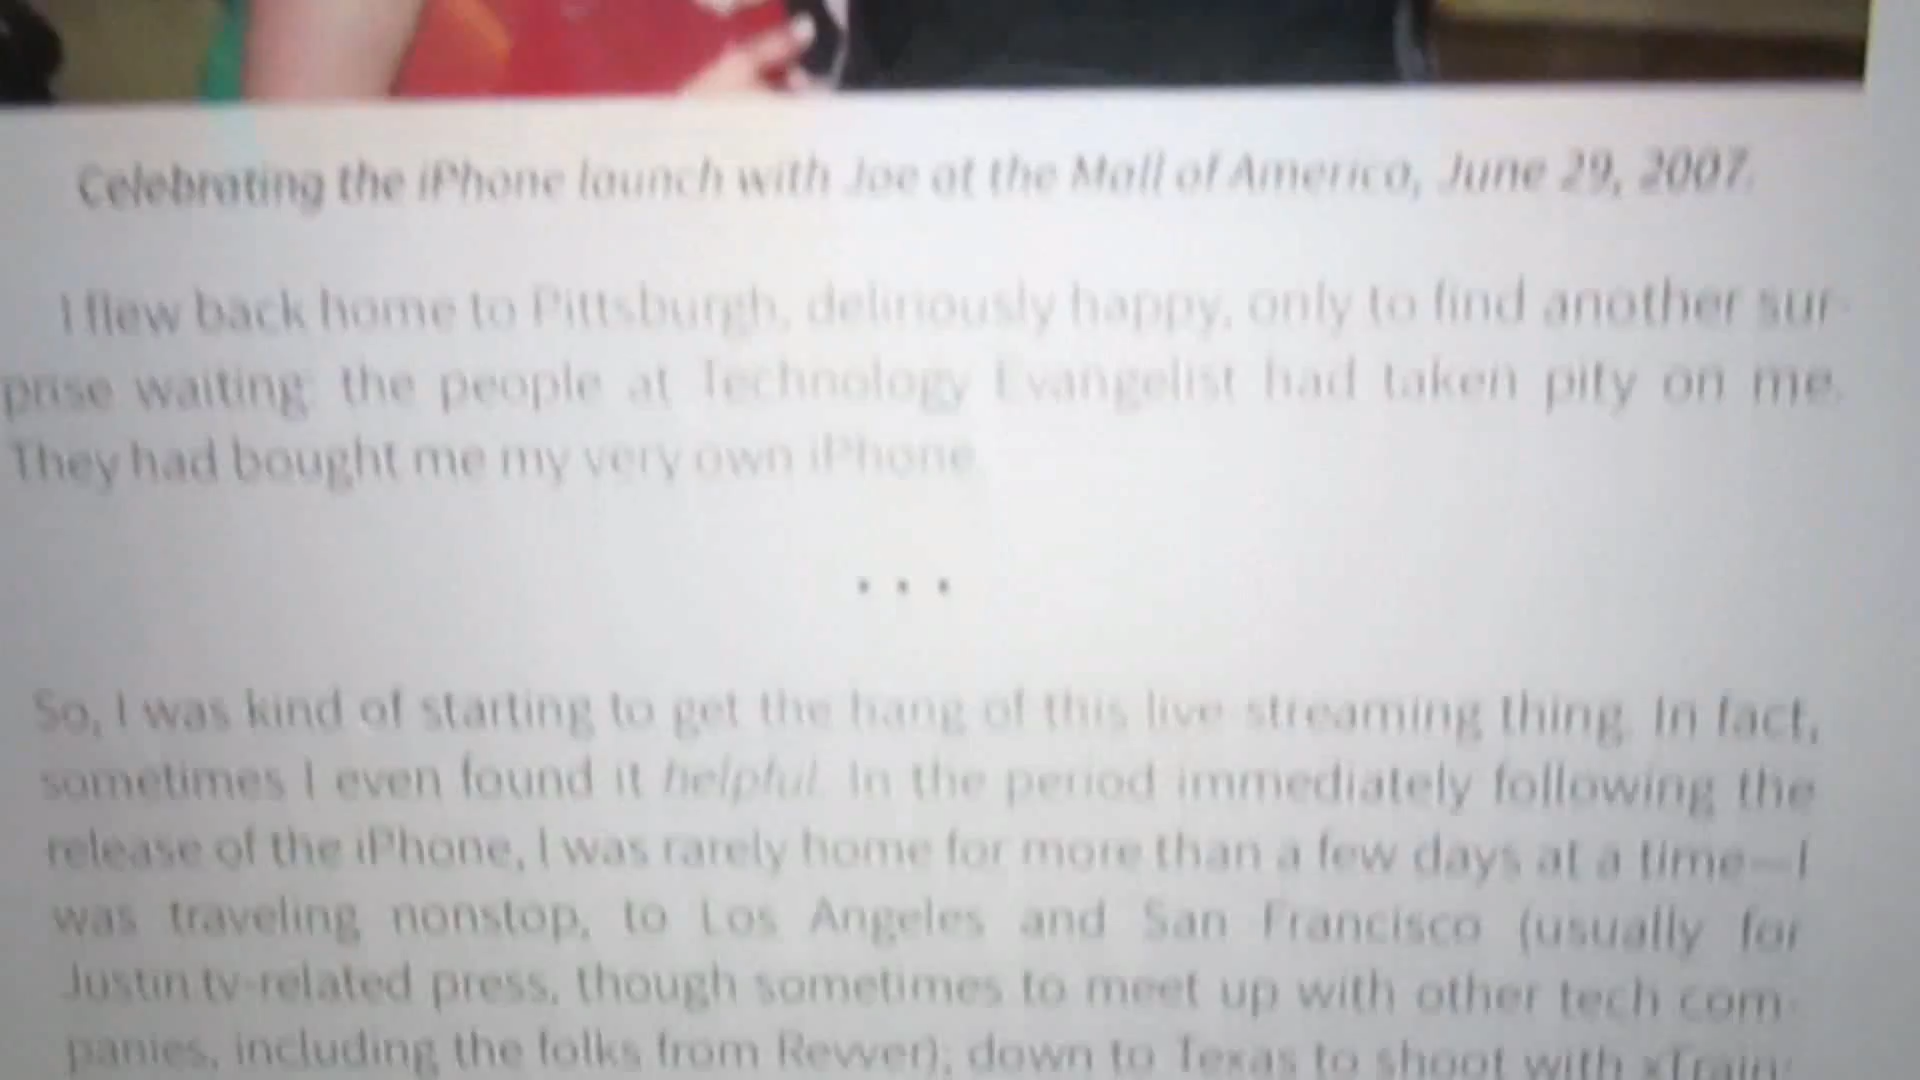 Celebrating the iPhone launch with Joe at the Mall of America, June 29, 2007.
I flew back home to Pittsburgh, deliriously happy, only to find another sur-
prise waiting: the people at Technology Evangelist had taken pity on me.
They had bought me my very own iPhone.
...
So, I was kind of starting to get the hang of this live-streaming thing. In fact,
sometimes I even found it helpful. In the period immediately following the
release of the iPhone, I was rarely home for more than a few days at a time—I
was traveling nonstop, to Los Angeles and San Francisco (usually for
Justin.tv-related press, though sometimes to meet up with other tech com-
panies, including the folks from Revver); down to Texas to shoot with xTrain;